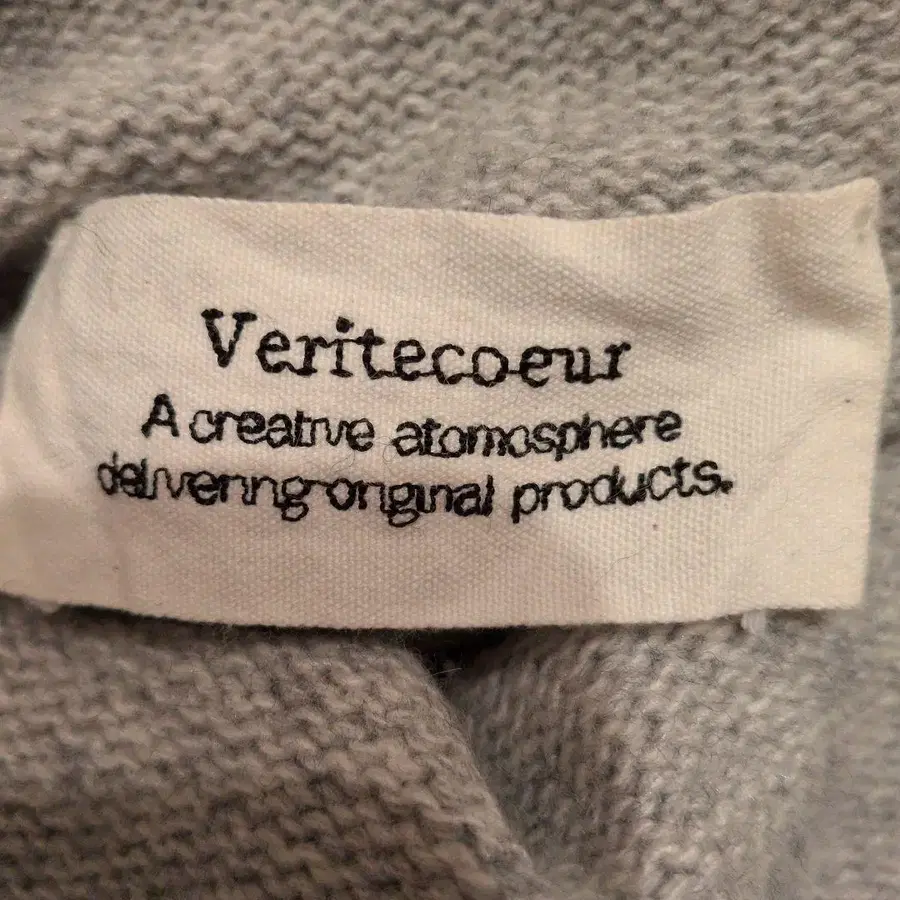 Veritecoeur
A creative atomosphere
delivering original products.